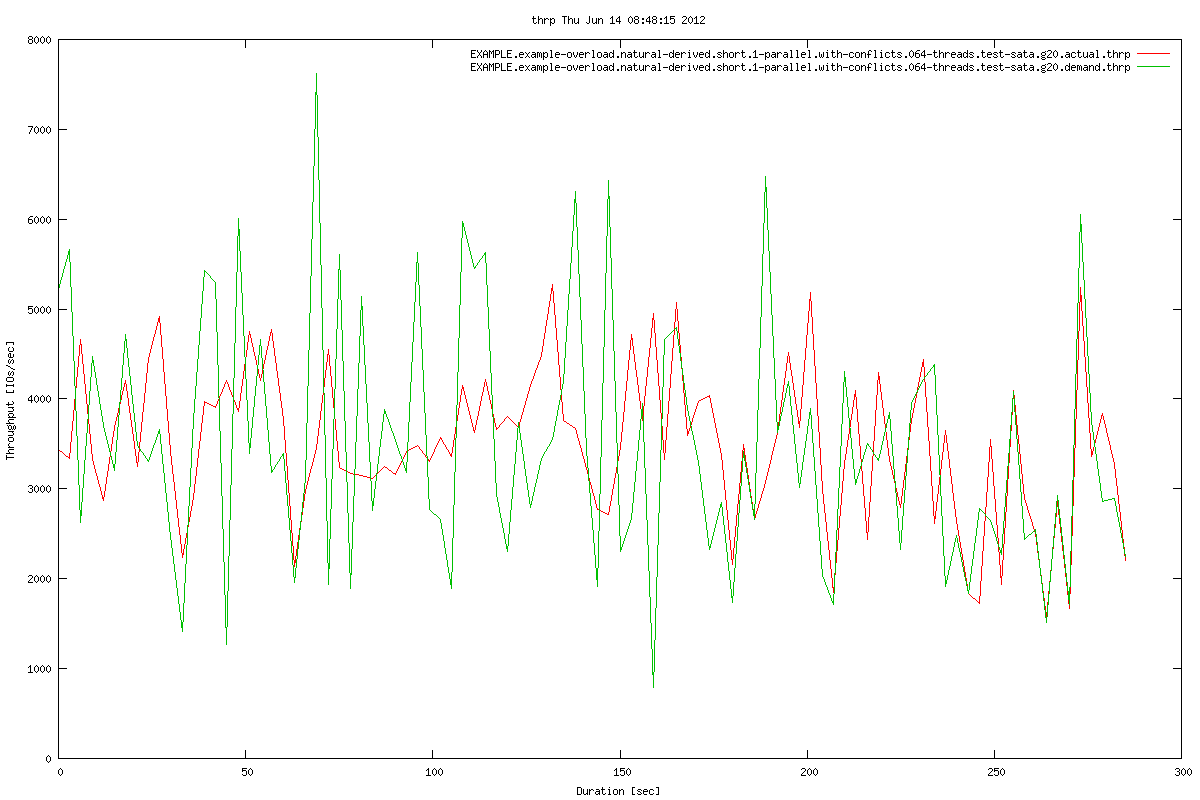 thrp Thu Jun 14 08:48:15 2012
EXAMPLE.example-overload.natural-derived.short.1-parallel.with-conflicts.064-threads.test-sata.g20.actual.thrp
EXAMPLE.example-overload.natural-derived.short.1-parallel.with-conflicts.064-threads.test-sata.g20.demand.thrp
8000
7000
6000
5000
4000
3000
2000
1000
0
Throughput [IOs/sec]
0 50 100 150 200 250 300
Duration [sec]